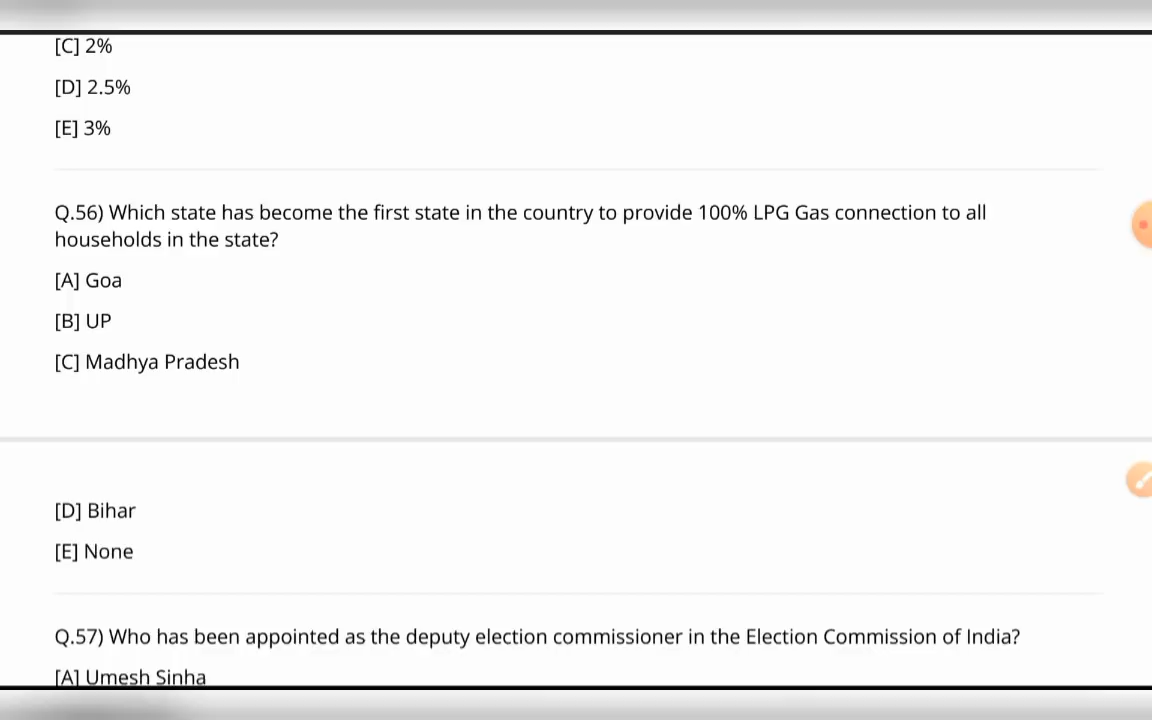 [C] 2%
[D] 2.5%
[E] 3%
Q.56) Which state has become the first state in the country to provide 100% LPG Gas connection to all
households in the state?
[A] Goa
[B] UP
[C] Madhya Pradesh
[D] Bihar
[E] None
Q.57) Who has been appointed as the deputy election commissioner in the Election Commission of India?
[A] Umesh Sinha